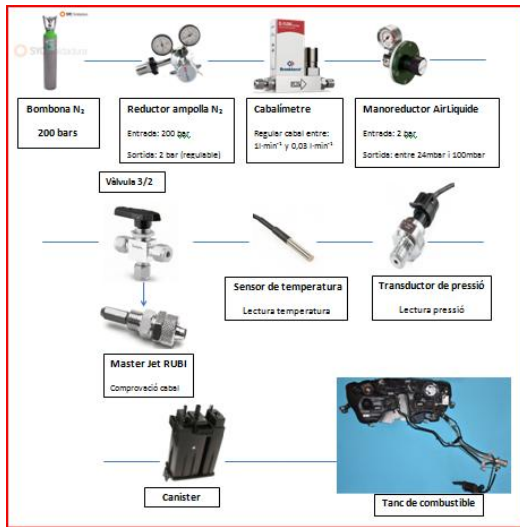 Bombona N₂
200 bars
Reductor ampolla N₂
Entrada: 200 bar,
Sortida: 2 bar (regulable)
Cabalímetre
Regular cabal entre:
1l·min⁻¹ y 0,03 l·min⁻¹
Manoreductor AirLiquide
Entrada: 2 bar,
Sortida: entre 24mbar i 100mbar
Vàlvula 3/2
Sensor de temperatura
Lectura temperatura
Transductor de pressió
Lectura pressió
Master Jet RUBI
Comprovació cabal
Canister
Tanc de combustible